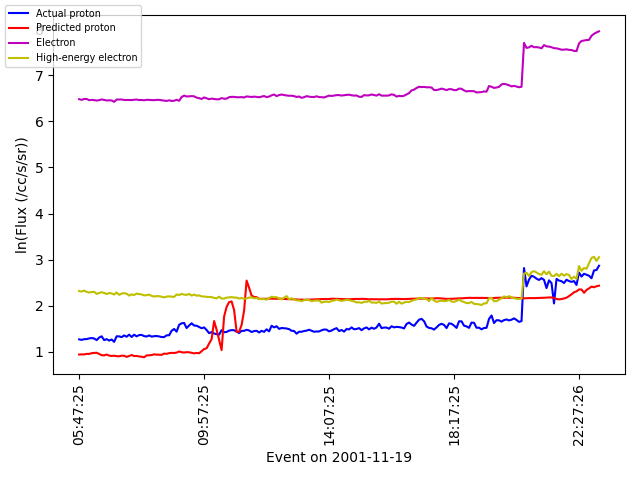 Actual proton
Predicted proton
Electron
High-energy electron
7
6
5
4
3
2
1
ln(Flux (/cc/s/sr))
05:47:25
09:57:25
14:07:25
18:17:25
22:27:26
Event on 2001-11-19